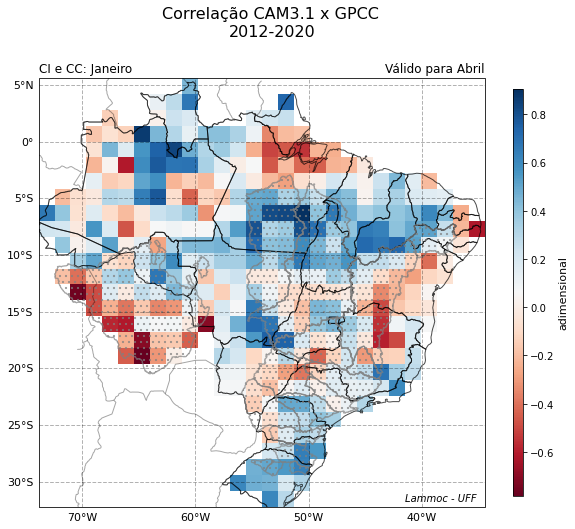 Correlação CAM3.1 x GPCC
2012-2020
CI e CC: Janeiro
Válido para Abril
5°N
0°
5°S
10°S
15°S
20°S
25°S
30°S
70°W
60°W
50°W
40°W
Lammoc - UFF
0.8
0.6
0.4
0.2
0.0
−0.2
−0.4
−0.6
adimensional